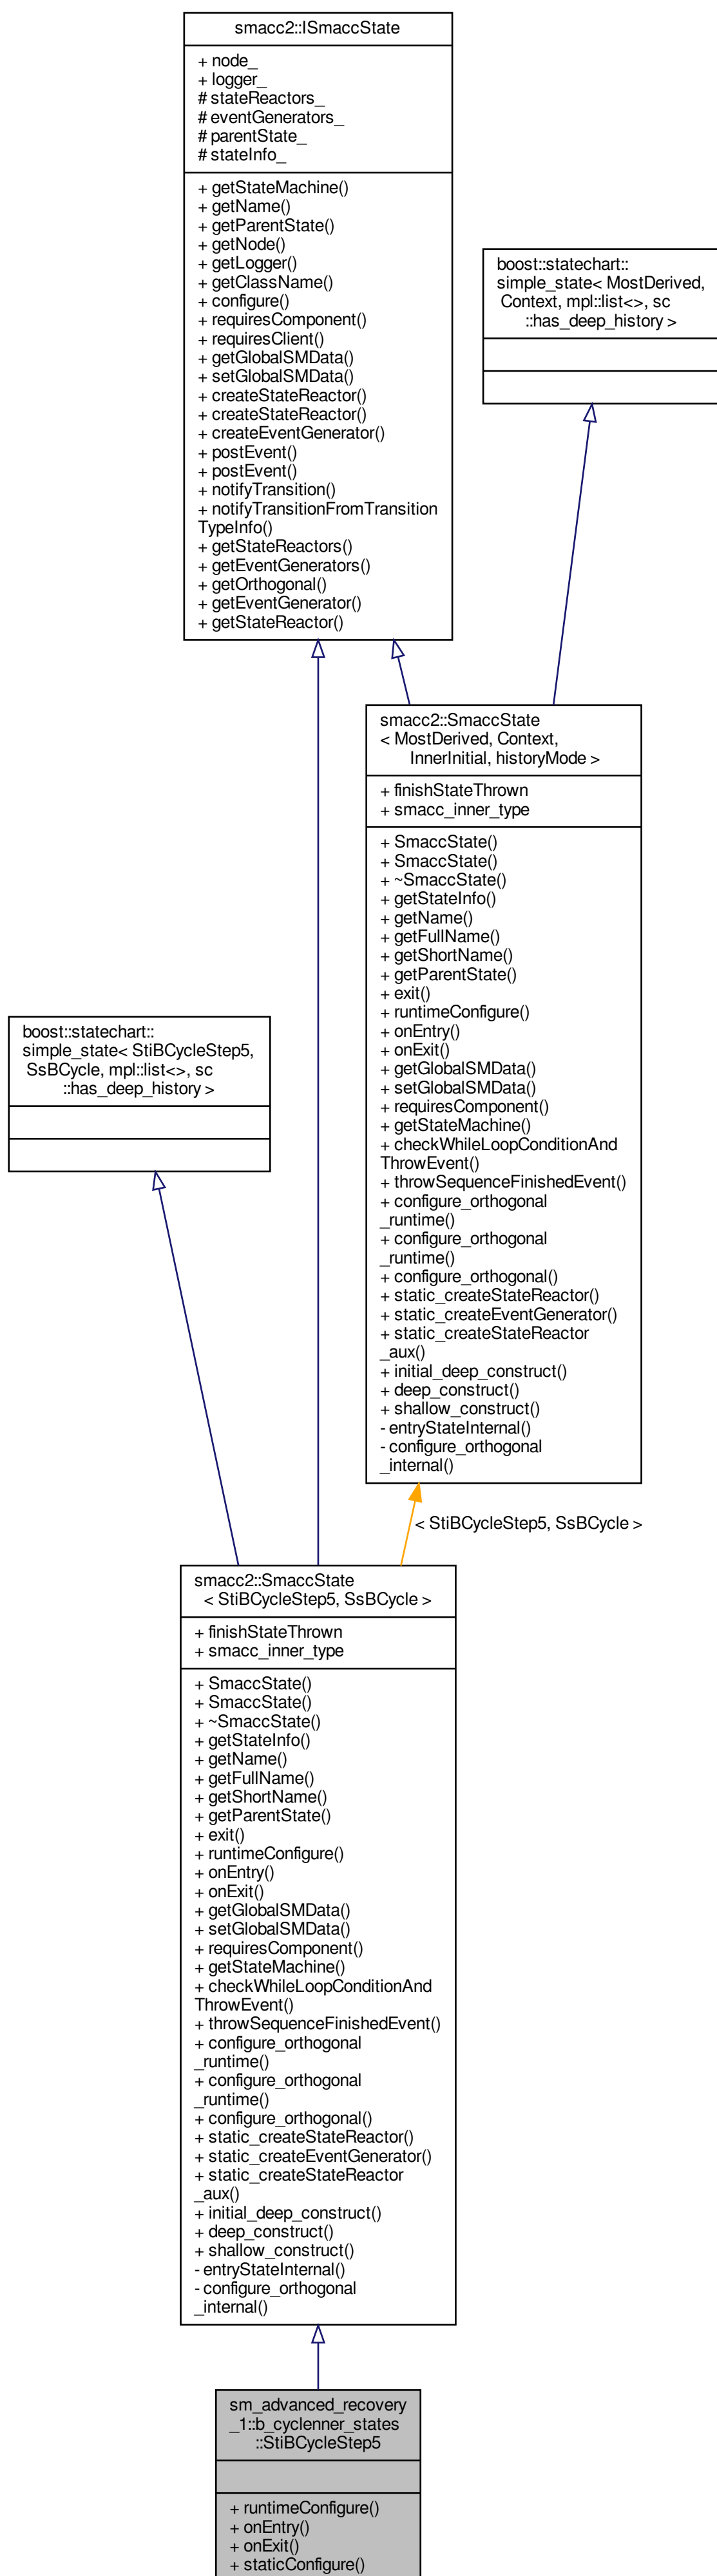 smacc2::ISmaccState
+ node_
+ logger_
# stateReactors_
# eventGenerators_
# parentState_
# stateInfo_
+ getStateMachine()
+ getName()
+ getParentState()
+ getNode()
+ getLogger()
+ getClassName()
+ configure()
+ requiresComponent()
+ requiresClient()
+ getGlobalSMData()
+ setGlobalSMData()
+ createStateReactor()
+ createStateReactor()
+ createEventGenerator()
+ postEvent()
+ postEvent()
+ notifyTransition()
+ notifyTransitionFromTransition
TypeInfo()
+ getStateReactors()
+ getEventGenerators()
+ getOrthogonal()
+ getEventGenerator()
+ getStateReactor()
boost::statechart::
simple_state< MostDerived,
Context, mpl::list<>, sc
::has_deep_history >
smacc2::SmaccState
< MostDerived, Context,
InnerInitial, historyMode >
+ finishStateThrown
+ smacc_inner_type
+ SmaccState()
+ SmaccState()
+ ~SmaccState()
+ getStateInfo()
+ getName()
+ getFullName()
+ getShortName()
+ getParentState()
+ exit()
+ runtimeConfigure()
+ onEntry()
+ onExit()
+ getGlobalSMData()
+ setGlobalSMData()
+ requiresComponent()
+ getStateMachine()
+ checkWhileLoopConditionAnd
ThrowEvent()
+ throwSequenceFinishedEvent()
+ configure_orthogonal
_runtime()
+ configure_orthogonal
_runtime()
+ configure_orthogonal()
+ static_createStateReactor()
+ static_createEventGenerator()
+ static_createStateReactor
_aux()
+ initial_deep_construct()
+ deep_construct()
+ shallow_construct()
- entryStateInternal()
- configure_orthogonal
_internal()
boost::statechart::
simple_state< StiBCycleStep5,
SsBCycle, mpl::list<>, sc
::has_deep_history >
< StiBCycleStep5, SsBCycle >
smacc2::SmaccState
< StiBCycleStep5, SsBCycle >
+ finishStateThrown
+ smacc_inner_type
+ SmaccState()
+ SmaccState()
+ ~SmaccState()
+ getStateInfo()
+ getName()
+ getFullName()
+ getShortName()
+ getParentState()
+ exit()
+ runtimeConfigure()
+ onEntry()
+ onExit()
+ getGlobalSMData()
+ setGlobalSMData()
+ requiresComponent()
+ getStateMachine()
+ checkWhileLoopConditionAnd
ThrowEvent()
+ throwSequenceFinishedEvent()
+ configure_orthogonal
_runtime()
+ configure_orthogonal
_runtime()
+ configure_orthogonal()
+ static_createStateReactor()
+ static_createEventGenerator()
+ static_createStateReactor
_aux()
+ initial_deep_construct()
+ deep_construct()
+ shallow_construct()
- entryStateInternal()
- configure_orthogonal
_internal()
sm_advanced_recovery
_1::b_cyclenner_states
::StiBCycleStep5
+ runtimeConfigure()
+ onEntry()
+ onExit()
+ staticConfigure()